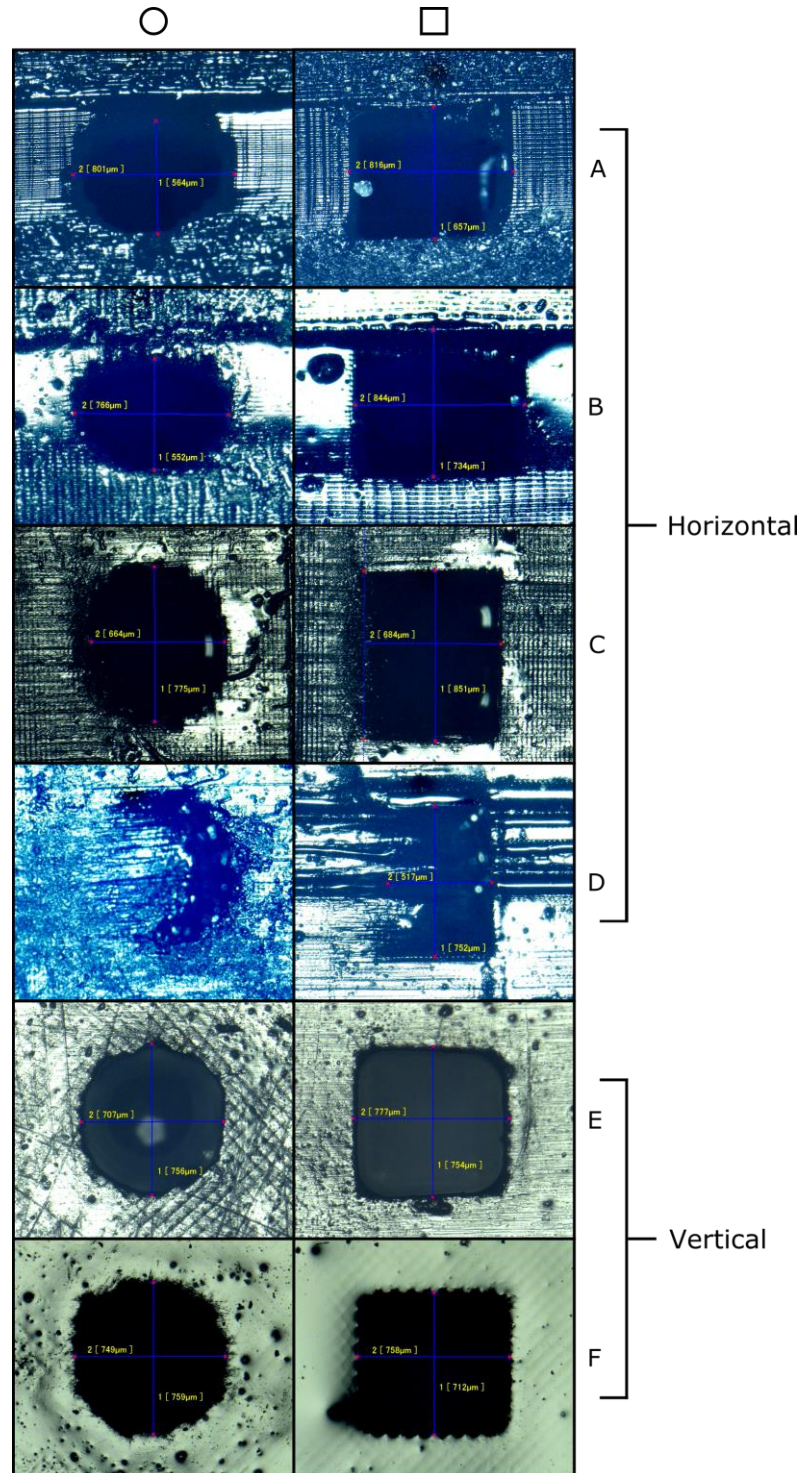 2 [ 801μm ]
1 [ 564μm ]
2 [ 816μm ]
1 [ 657μm ]
A
2 [ 766μm ]
1 [ 552μm ]
2 [ 844μm ]
1 [ 734μm ]
B
Horizontal
2 [ 664μm ]
1 [ 775μm ]
2 [ 684μm ]
1 [ 851μm ]
C
2 [ 517μm ]
1 [ 752μm ]
D
2 [ 707μm ]
1 [ 756μm ]
2 [ 777μm ]
1 [ 754μm ]
E
Vertical
2 [ 749μm ]
1 [ 759μm ]
2 [ 758μm ]
1 [ 712μm ]
F